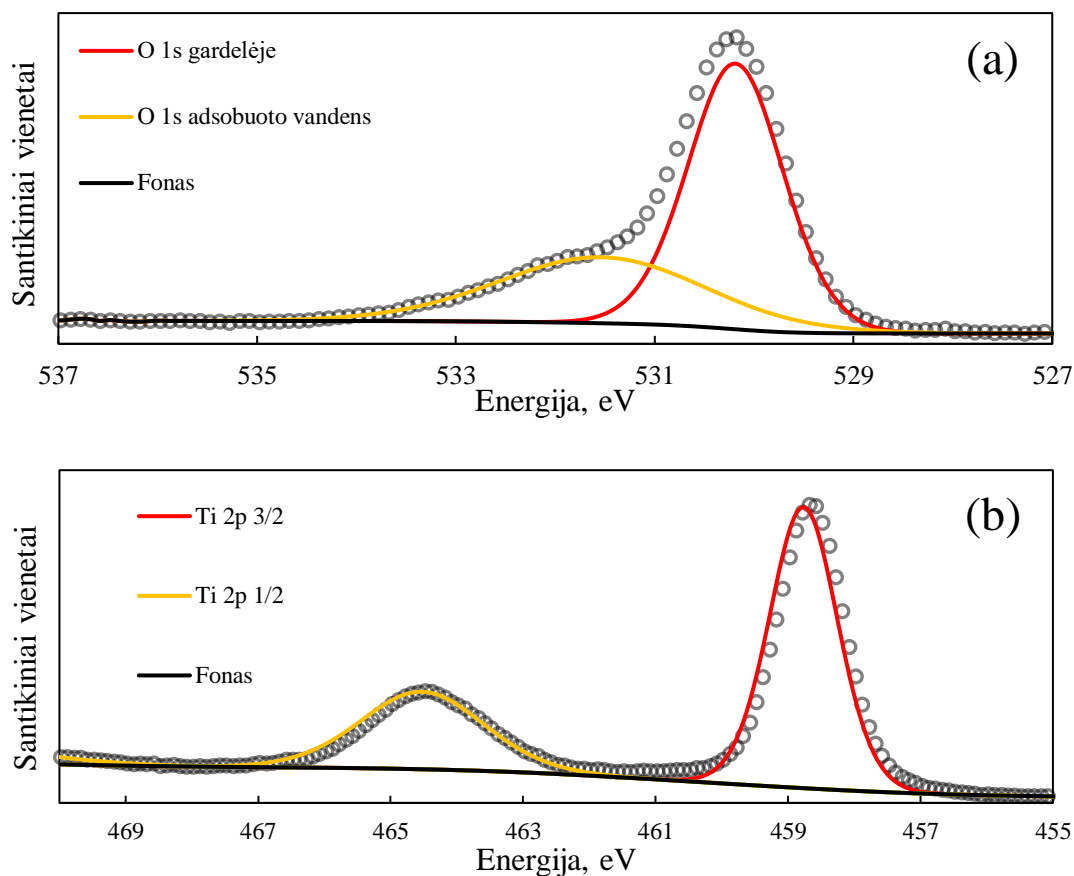 (a)
O 1s gardelėje
O 1s adsobuoto vandens
Fonas
Santikiniai vienetai
537 535 533 531 529 527
Energija, eV
(b)
Ti 2p 3/2
Ti 2p 1/2
Fonas
Santikiniai vienetai
469 467 465 463 461 459 457 455
Energija, eV